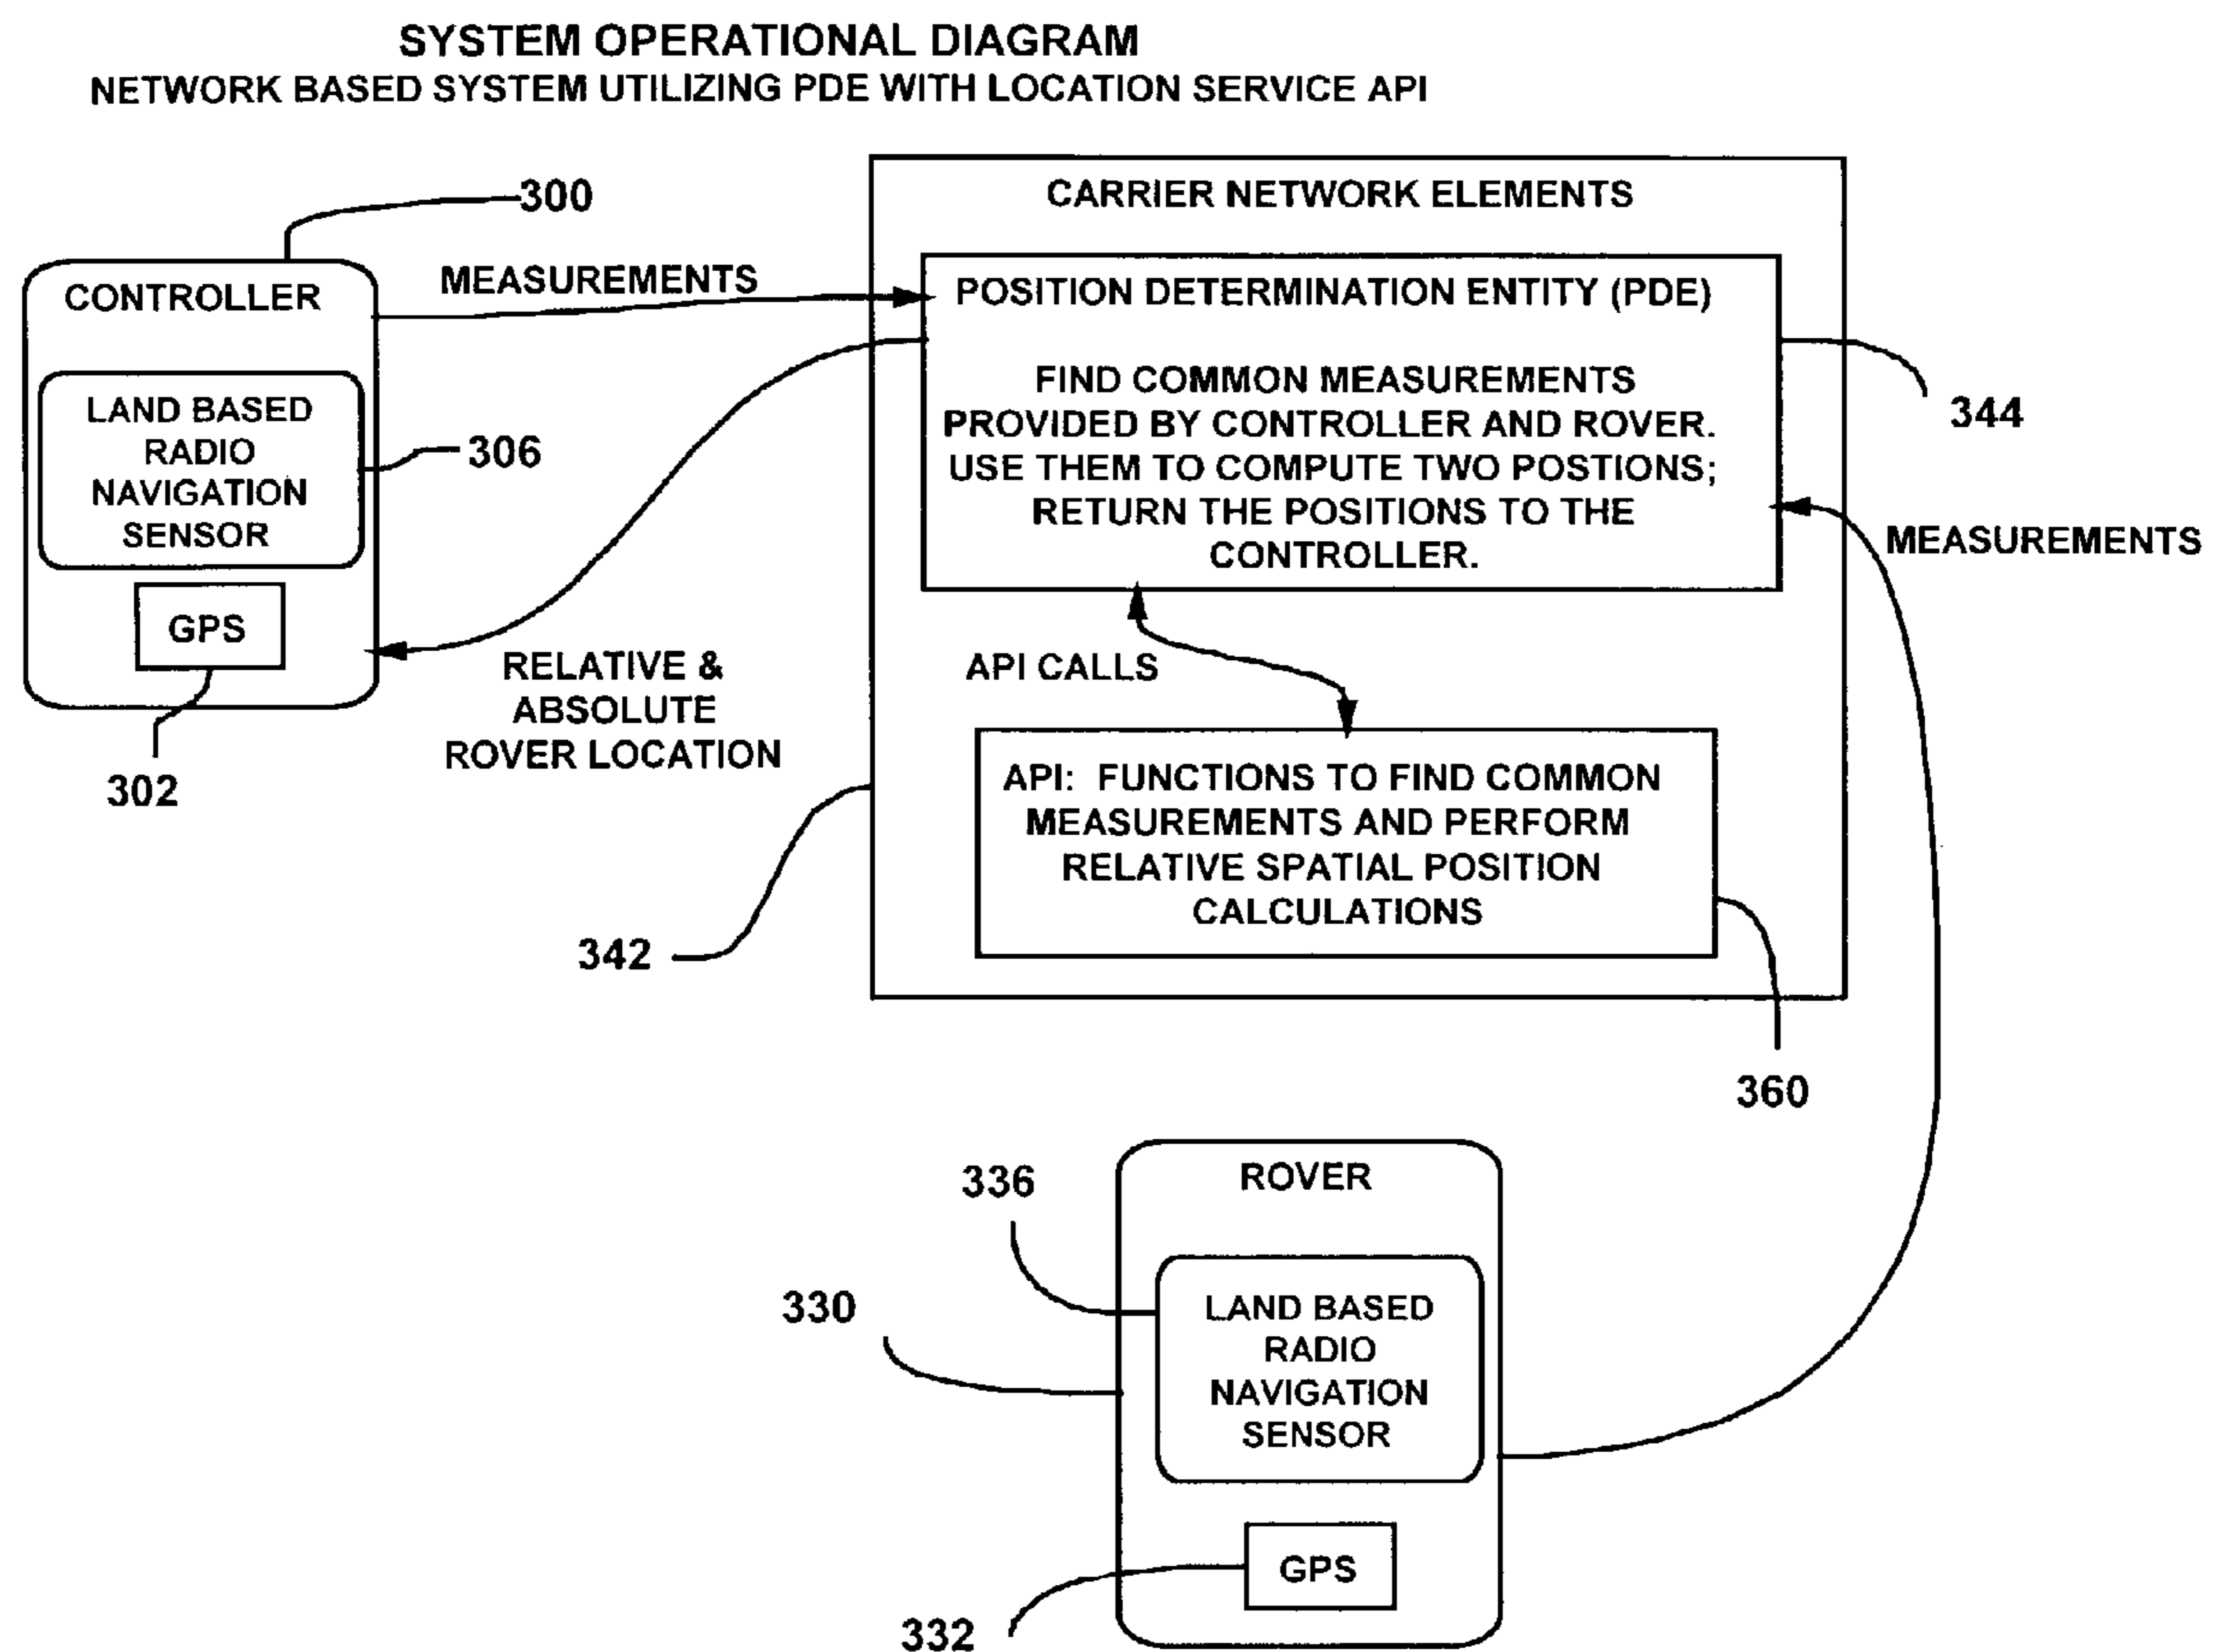 SYSTEM OPERATIONAL DIAGRAM
NETWORK BASED SYSTEM UTILIZING PDE WITH LOCATION SERVICE API
300
CONTROLLER
LAND BASED
RADIO
NAVIGATION
SENSOR
306
GPS
302
MEASUREMENTS
RELATIVE &
ABSOLUTE
ROVER LOCATION
342
CARRIER NETWORK ELEMENTS
POSITION DETERMINATION ENTITY (PDE)
FIND COMMON MEASUREMENTS
PROVIDED BY CONTROLLER AND ROVER.
USE THEM TO COMPUTE TWO POSTIONS;
RETURN THE POSITIONS TO THE
CONTROLLER.
344
MEASUREMENTS
API CALLS
API: FUNCTIONS TO FIND COMMON
MEASUREMENTS AND PERFORM
RELATIVE SPATIAL POSITION
CALCULATIONS
360
ROVER
336
330
LAND BASED
RADIO
NAVIGATION
SENSOR
GPS
332